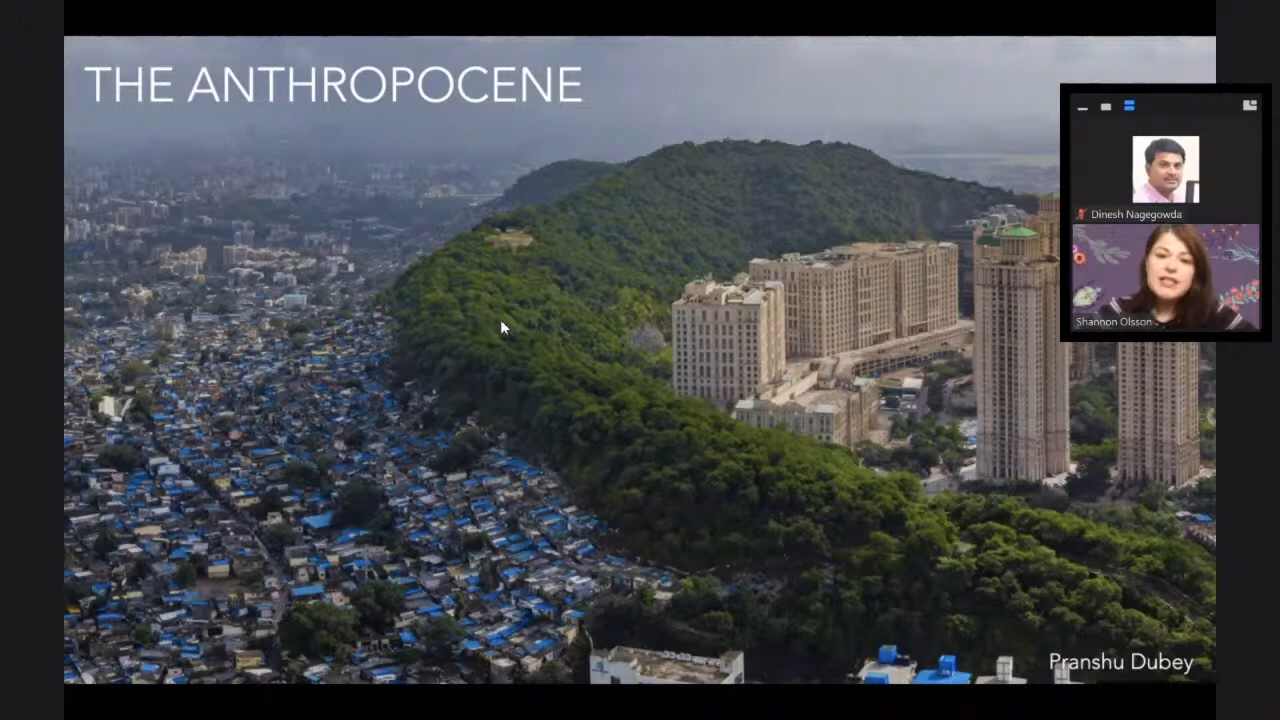 THE ANTHROPOCENE
Dinesh Nagegowda
Shannon Olsson
Pranshu Dubey